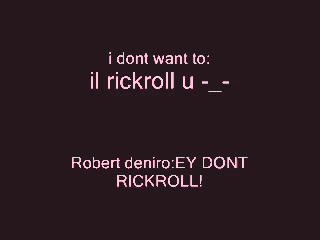 i dont want to:
il rickroll u -_-
Robert deniro:EY DONT
RICKROLL!